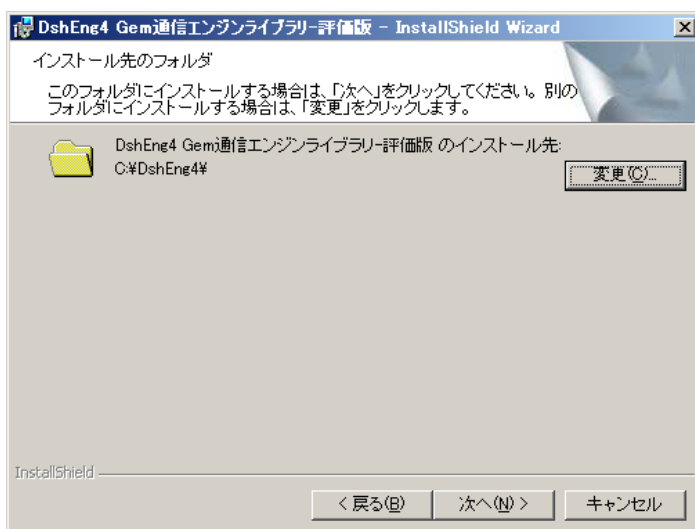 DshEng4 Gem通信エンジンライブラリー評価版 - InstallShield Wizard
インストール先のフォルダ
このフォルダにインストールする場合は、「次へ」をクリックしてください。別の
フォルダにインストールする場合は、「変更」をクリックします。
DshEng4 Gem通信エンジンライブラリー評価版 のインストール先:
C:¥DshEng4¥
変更(C)...
InstallShield
< 戻る(B)
次へ(N) >
キャンセル